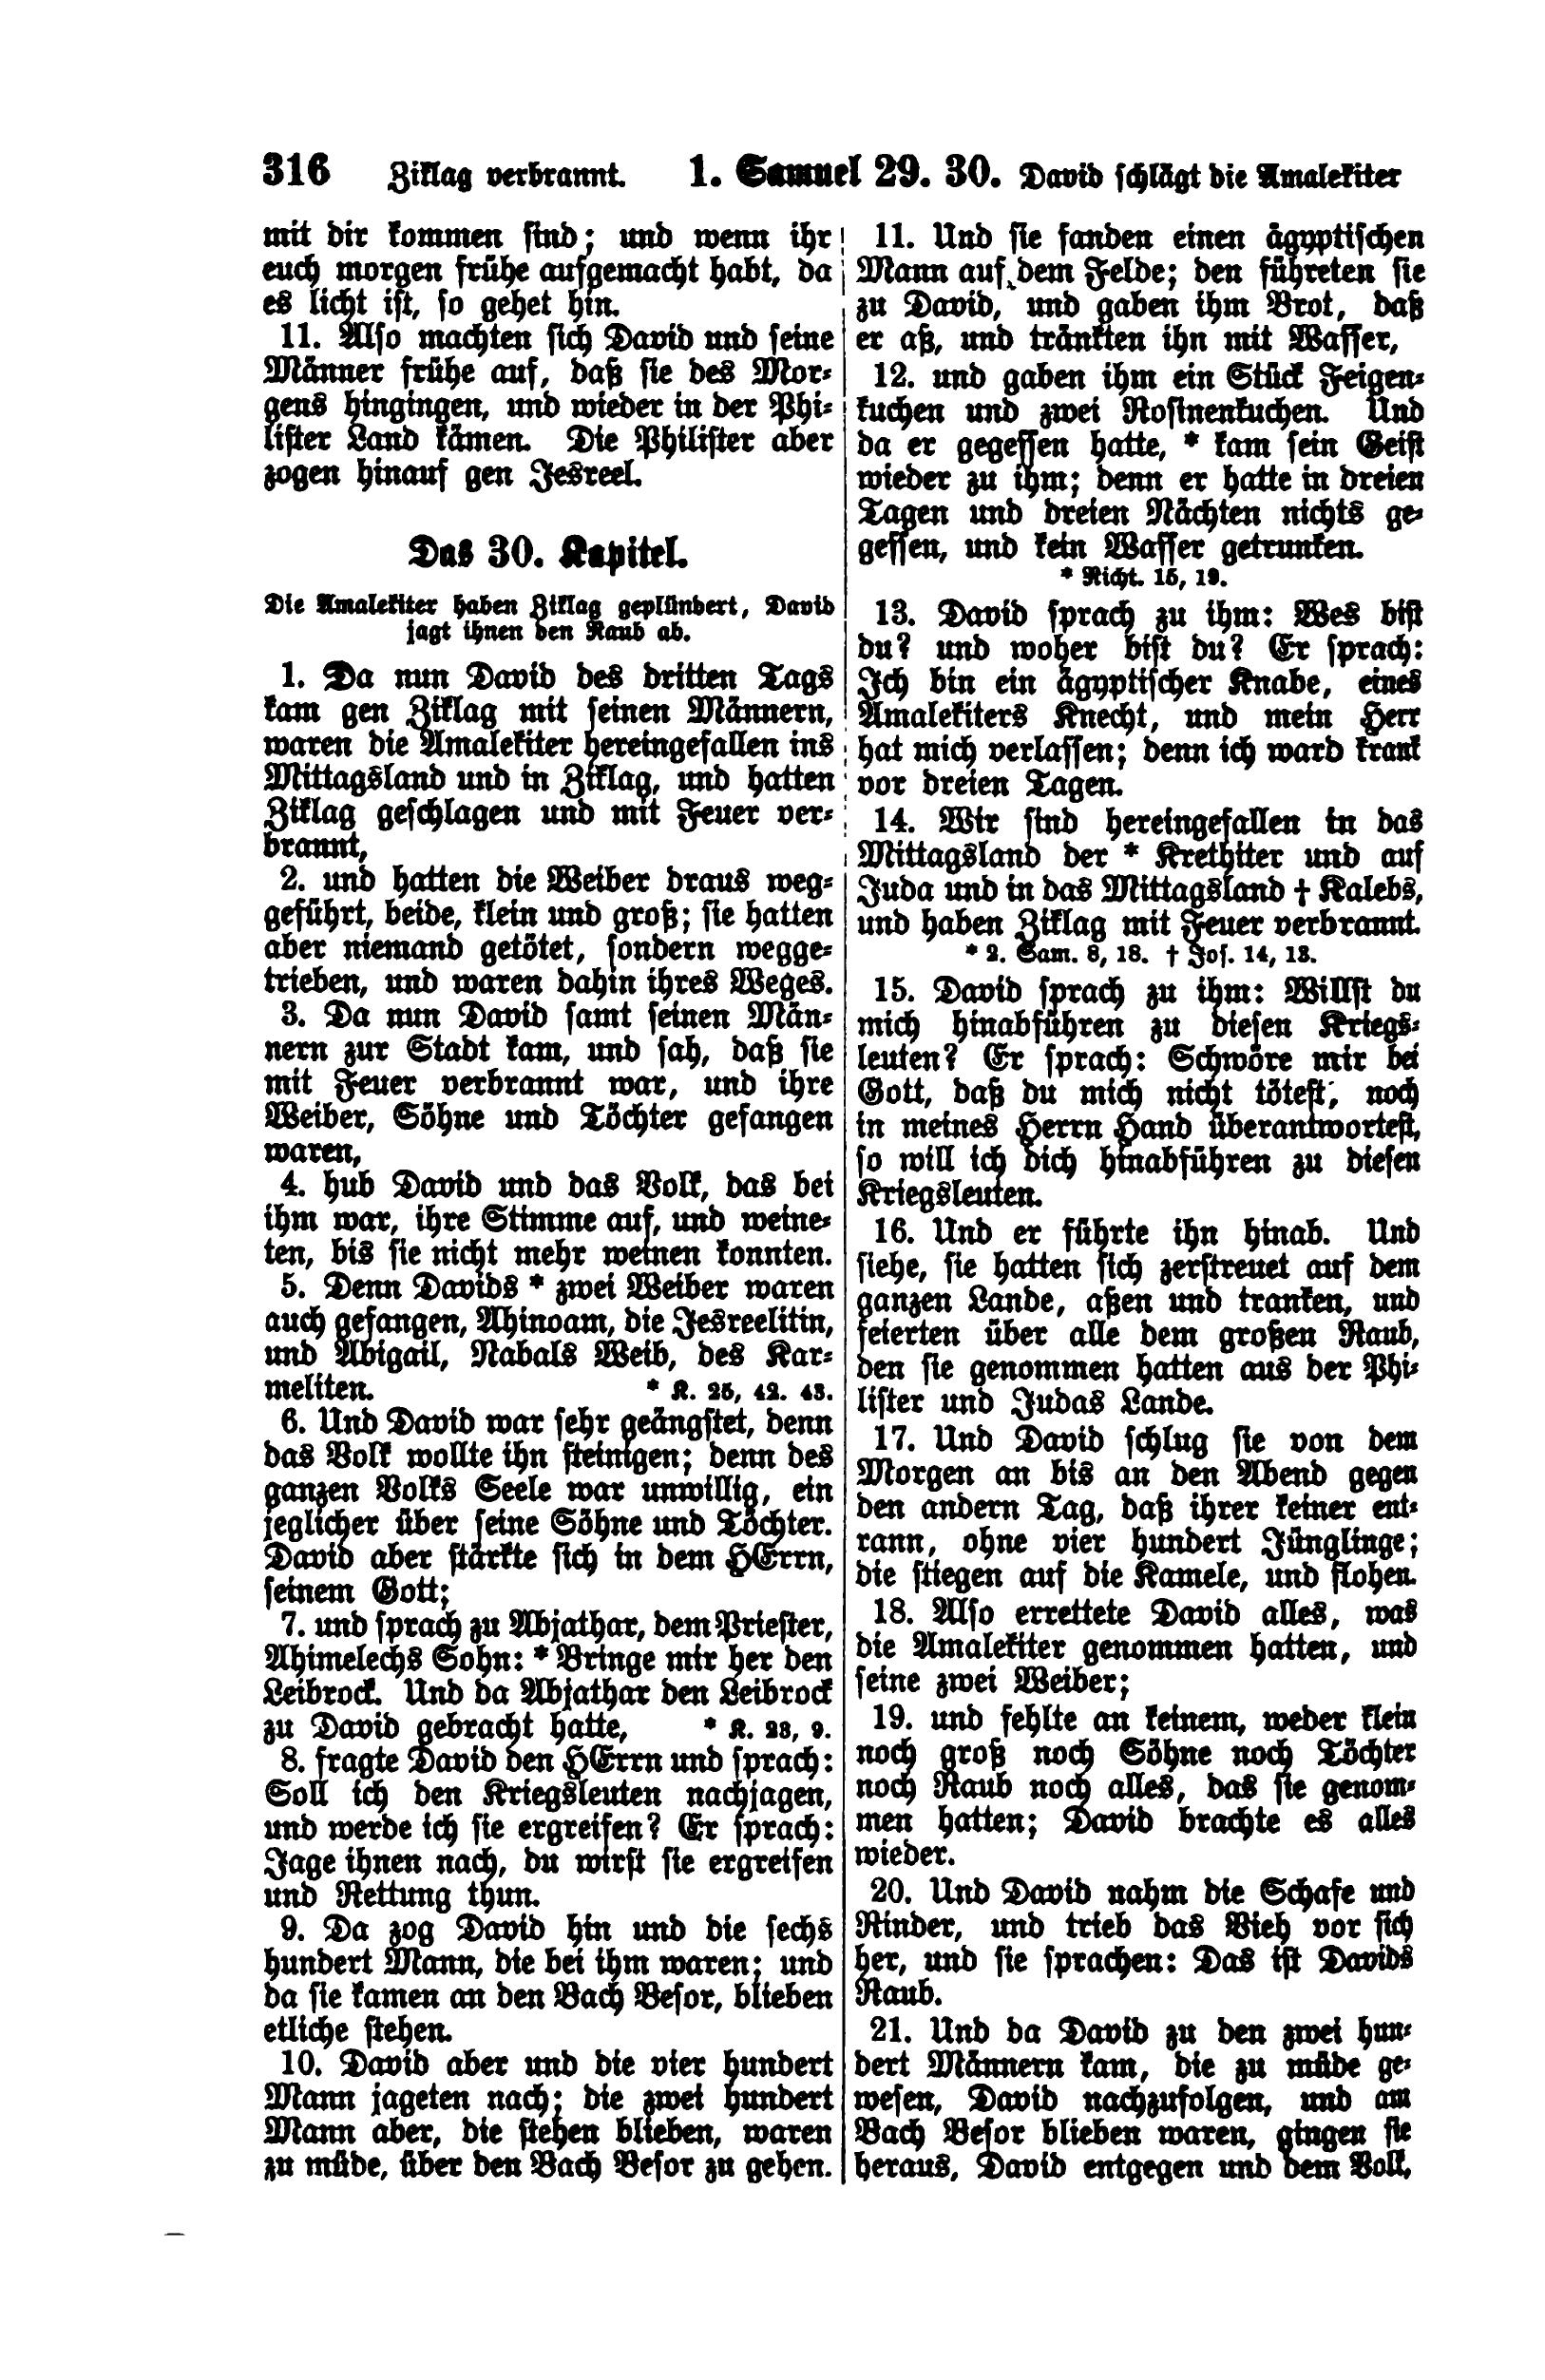 316 Ziklag verbrannt. 1. Samuel 29. 30. David schlägt die Amalekiter
mit dir kommen sind; und wenn ihr
euch morgen frühe aufgemacht habt, da
es licht ist, so gehet hin.
11. Also machten sich David und seine
Männer frühe auf, daß sie des Mor-
gens hingingen, und wieder in der Phi-
lister Land kämen. Die Philister aber
zogen hinauf gen Jesreel.
Das 30. Kapitel.
Die Amalekiter haben Ziklag geplündert, David
jagt ihnen den Raub ab.
1. Da nun David des dritten Tags
kam gen Ziklag mit seinen Männern,
waren die Amalekiter hereingefallen ins
Mittagsland und in Ziklag, und hatten
Ziklag geschlagen und mit Feuer ver-
brannt,
2. und hatten die Weiber draus weg-
geführt, beide, klein und groß; sie hatten
aber niemand getötet, sondern wegge-
trieben, und waren dahin ihres Weges.
3. Da nun David samt seinen Män-
nern zur Stadt kam, und sah, daß sie
mit Feuer verbrannt war, und ihre
Weiber, Söhne und Töchter gefangen
waren,
4. hub David und das Volk, das bei
ihm war, ihre Stimme auf, und weine-
ten, bis sie nicht mehr weinen konnten.
5. Denn Davids * zwei Weiber waren
auch gefangen, Ahinoam, die Jesreelitin,
und Abigail, Nabals Weib, des Kar-
meliten. * K. 25, 42. 43.
6. Und David war sehr geängstet, denn
das Volk wollte ihn steinigen; denn des
ganzen Volks Seele war unwillig, ein
jeglicher über seine Söhne und Töchter.
David aber stärkte sich in dem HErrn,
seinem Gott;
7. und sprach zu Abjathar, dem Priester,
Ahimelechs Sohn: * Bringe mir her den
Leibrock. Und da Abjathar den Leibrock
zu David gebracht hatte, * K. 23, 9.
8. fragte David den HErrn und sprach:
Soll ich den Kriegsleuten nachjagen,
und werde ich sie ergreifen? Er sprach:
Jage ihnen nach, du wirst sie ergreifen
und Rettung thun.
9. Da zog David hin und die sechs
hundert Mann, die bei ihm waren; und
da sie kamen an den Bach Besor, blieben
etliche stehen.
10. David aber und die vier hundert
Mann jageten nach; die zwei hundert
Mann aber, die stehen blieben, waren
zu müde, über den Bach Besor zu gehen.
11. Und sie fanden einen ägyptischen
Mann auf dem Felde; den führeten sie
zu David, und gaben ihm Brot, daß
er aß, und tränkten ihn mit Wasser,
12. und gaben ihm ein Stück Feigen-
kuchen und zwei Rosinenkuchen. Und
da er gegessen hatte, * kam sein Geist
wieder zu ihm; denn er hatte in dreien
Tagen und dreien Nächten nichts ge-
gessen, und kein Wasser getrunken.
* Richt. 15, 19.
13. David sprach zu ihm: Wes bist
du? und woher bist du? Er sprach:
Ich bin ein ägyptischer Knabe, eines
Amalekiters Knecht, und mein Herr
hat mich verlassen; denn ich ward krank
vor dreien Tagen.
14. Wir sind hereingefallen in das
Mittagsland der * Krethiter und auf
Juda und in das Mittagsland † Kalebs,
und haben Ziklag mit Feuer verbrannt.
* 2. Sam. 8, 18. † Jos. 14, 13.
15. David sprach zu ihm: Willst du
mich hinabführen zu diesen Kriegs-
leuten? Er sprach: Schwöre mir bei
Gott, daß du mich nicht tötest, noch
in meines Herrn Hand überantwortest,
so will ich dich hinabführen zu diesen
Kriegsleuten.
16. Und er führte ihn hinab. Und
siehe, sie hatten sich zerstreuet auf dem
ganzen Lande, aßen und tranken, und
feierten über alle dem großen Raub,
den sie genommen hatten aus der Phi-
lister und Judas Lande.
17. Und David schlug sie von dem
Morgen an bis an den Abend gegen
den andern Tag, daß ihrer keiner ent-
rann, ohne vier hundert Jünglinge;
die stiegen auf die Kamele, und flohen.
18. Also errettete David alles, was
die Amalekiter genommen hatten, und
seine zwei Weiber;
19. und fehlte an keinem, weder klein
noch groß noch Söhne noch Töchter
noch Raub noch alles, das sie genom-
men hatten; David brachte es alles
wieder.
20. Und David nahm die Schafe und
Rinder, und trieb das Vieh vor sich
her, und sie sprachen: Das ist Davids
Raub.
21. Und da David zu den zwei hun-
dert Männern kam, die zu müde ge-
wesen, David nachzufolgen, und am
Bach Besor blieben waren, gingen sie
heraus, David entgegen und dem Volk,